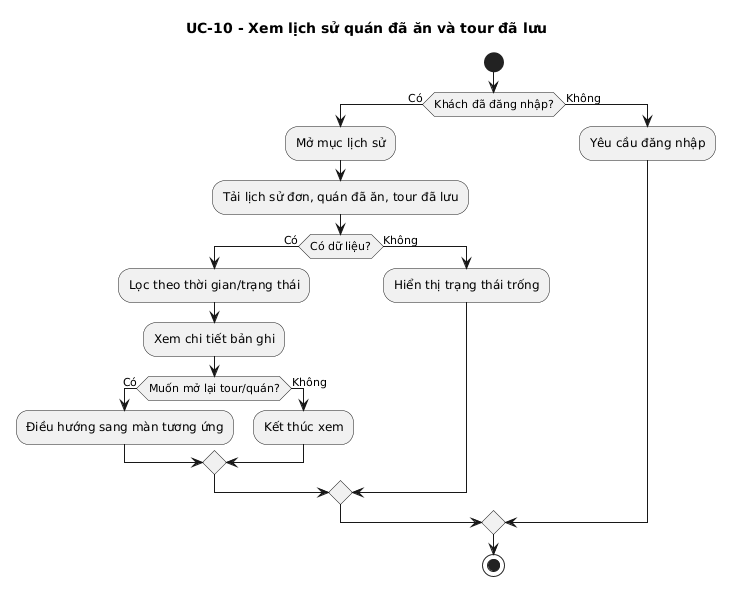 UC-10 - Xem lịch sử quán đã ăn và tour đã lưu
Có
Khách đã đăng nhập?
Không
Mở mục lịch sử
Yêu cầu đăng nhập
Tải lịch sử đơn, quán đã ăn, tour đã lưu
Có
Có dữ liệu?
Không
Lọc theo thời gian/trạng thái
Hiển thị trạng thái trống
Xem chi tiết bản ghi
Có
Muốn mở lại tour/quán?
Không
Điều hướng sang màn tương ứng
Kết thúc xem